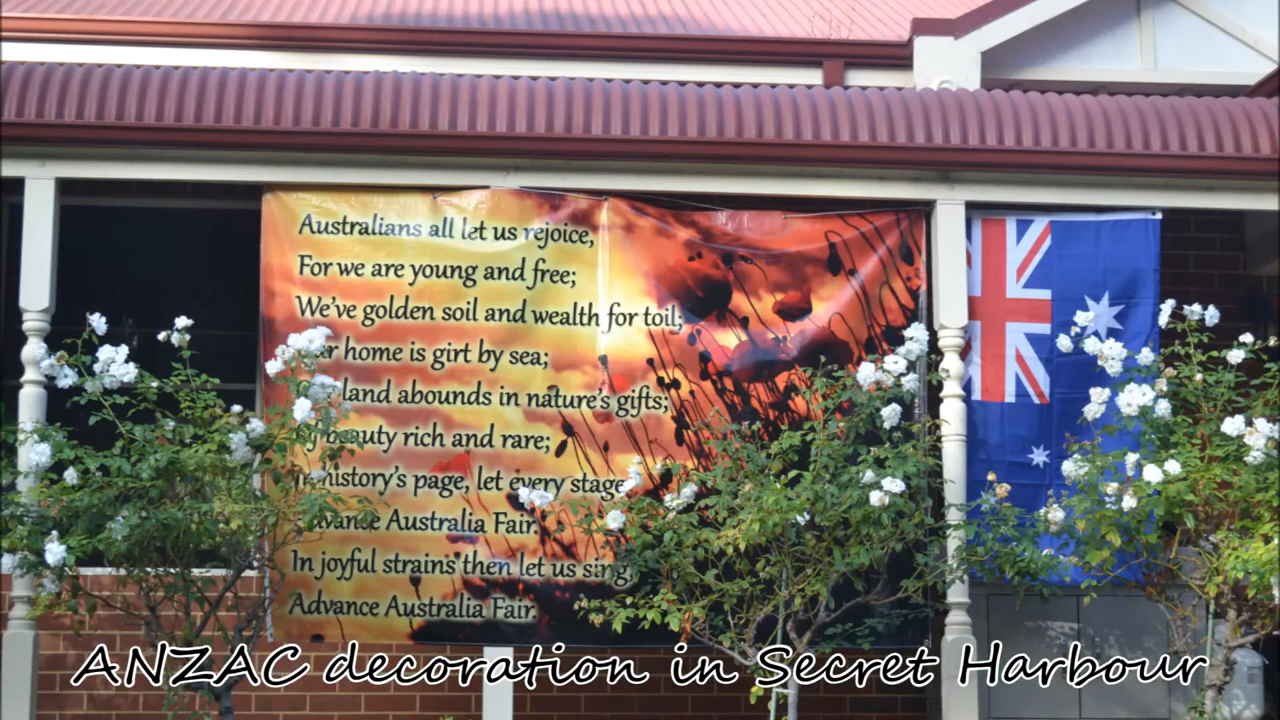 Australians all let us rejoice,
For we are young and free;
We've golden soil and wealth for toil;
home is girt by sea;
land abounds in nature's gifts;
beauty rich and rare;
history's page, let every stage
Advance Australia Fair.
In joyful strains then let us sing,
Advance Australia Fair.
ANZAC decoration in Secret Harbour